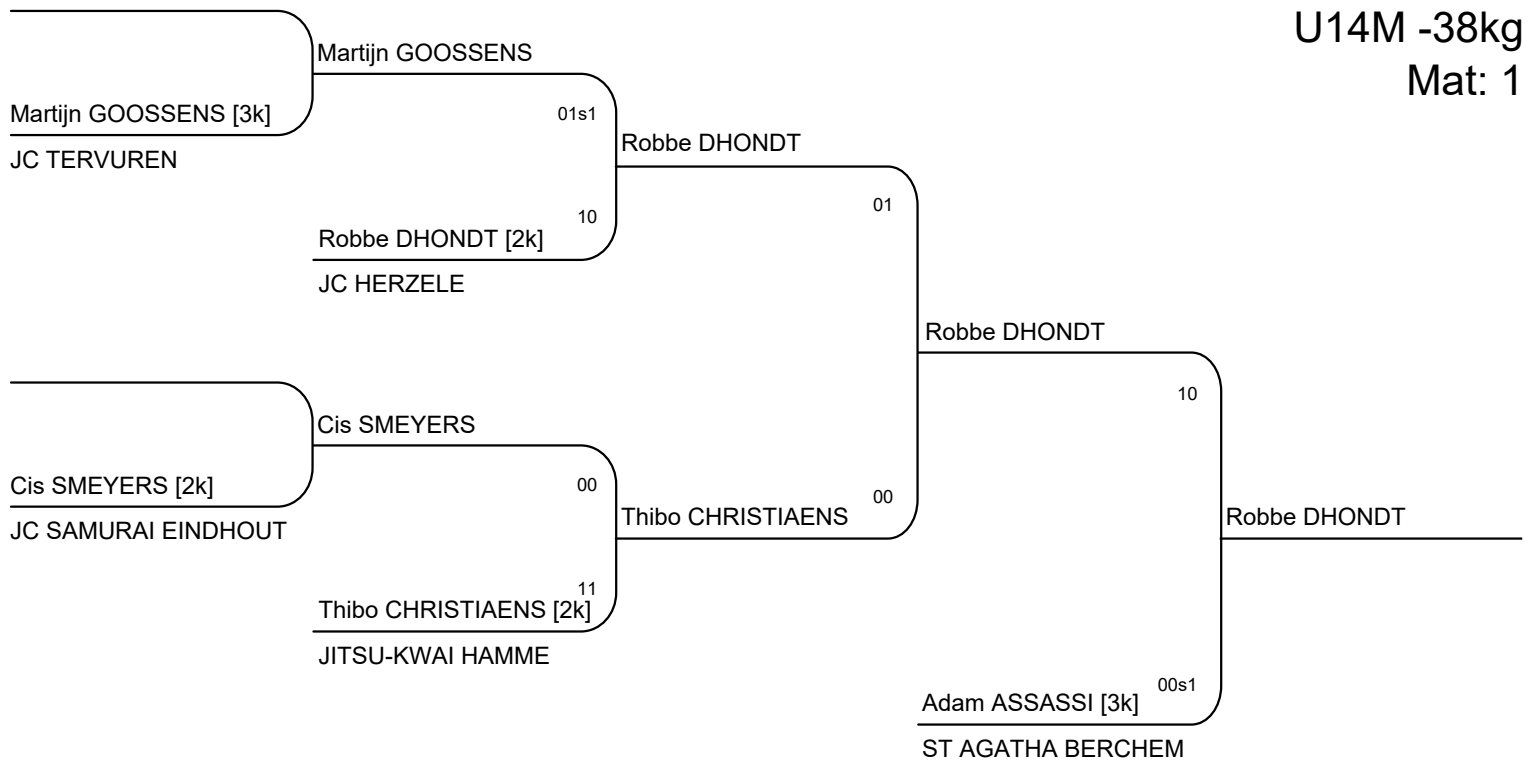 U14M -38kg
Mat: 1
Martijn GOOSSENS
Martijn GOOSSENS [3k]
01s1
JC TERVUREN
Robbe DHONDT
10
Robbe DHONDT [2k]
JC HERZELE
01
Robbe DHONDT
10
Cis SMEYERS
Cis SMEYERS [2k]
00
JC SAMURAI EINDHOUT
Thibo CHRISTIAENS
00
Robbe DHONDT
11
Thibo CHRISTIAENS [2k]
JITSU-KWAI HAMME
00s1
Adam ASSASSI [3k]
ST AGATHA BERCHEM